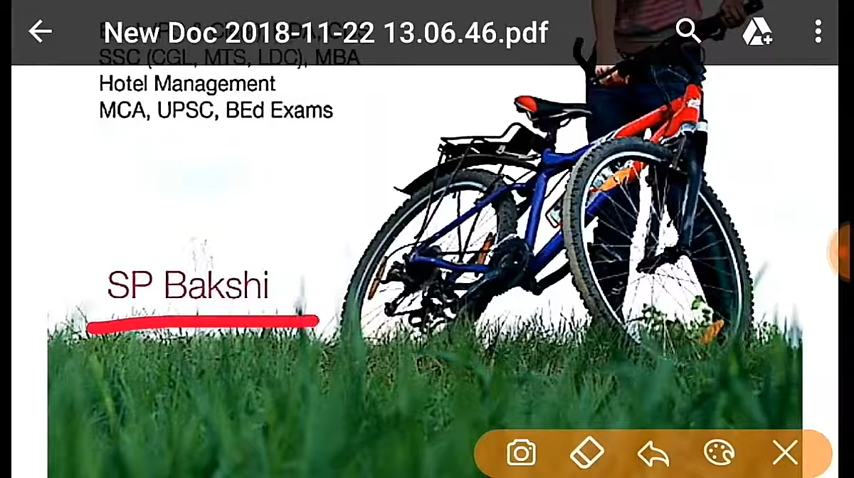 New Doc 2018-11-22 13.06.46.pdf
SSC (CGL, MTS, LDC), MBA
Hotel Management
MCA, UPSC, BEd Exams
SP Bakshi